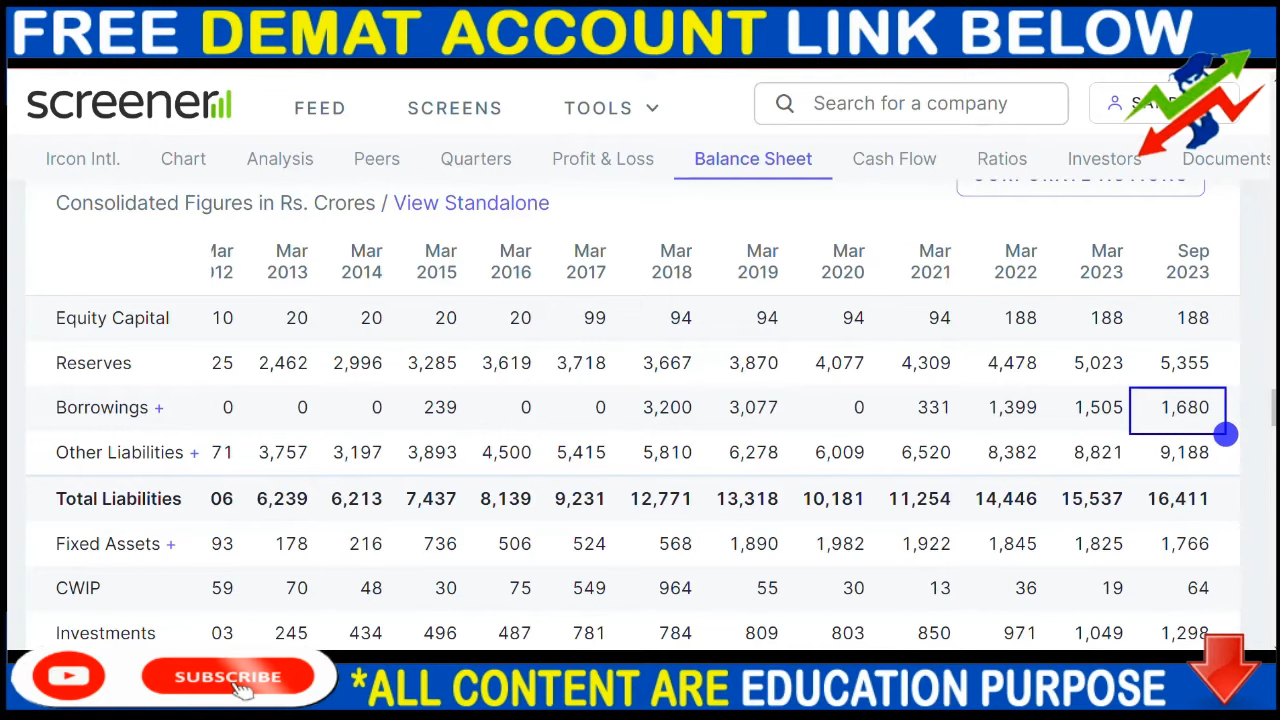 FREE DEMAT ACCOUNT LINK BELOW
screener FEED SCREENS TOOLS Search for a company
Ircon Intl. Chart Analysis Peers Quarters Profit & Loss Balance Sheet Cash Flow Ratios Investors Documents
Consolidated Figures in Rs. Crores / View Standalone
Mar Mar Mar Mar Mar Mar Mar Mar Mar Mar Mar Sep
2013 2014 2015 2016 2017 2018 2019 2020 2021 2022 2023 2023
Equity Capital 10 20 20 20 20 99 94 94 94 94 188 188 188
Reserves 25 2,462 2,996 3,285 3,619 3,718 3,667 3,870 4,077 4,309 4,478 5,023 5,355
Borrowings + 0 0 0 239 0 0 3,200 3,077 0 331 1,399 1,505 1,680
Other Liabilities + 71 3,757 3,197 3,893 4,500 5,415 5,810 6,278 6,009 6,520 8,382 8,821 9,188
Total Liabilities 06 6,239 6,213 7,437 8,139 9,231 12,771 13,318 10,181 11,254 14,446 15,537 16,411
Fixed Assets + 93 178 216 736 506 524 568 1,890 1,982 1,922 1,845 1,825 1,766
CWIP 59 70 48 30 75 549 964 55 30 13 36 19 64
Investments 03 245 434 496 487 781 784 809 803 850 971 1,049 1,298
SUBSCRIBE
*ALL CONTENT ARE EDUCATION PURPOSE